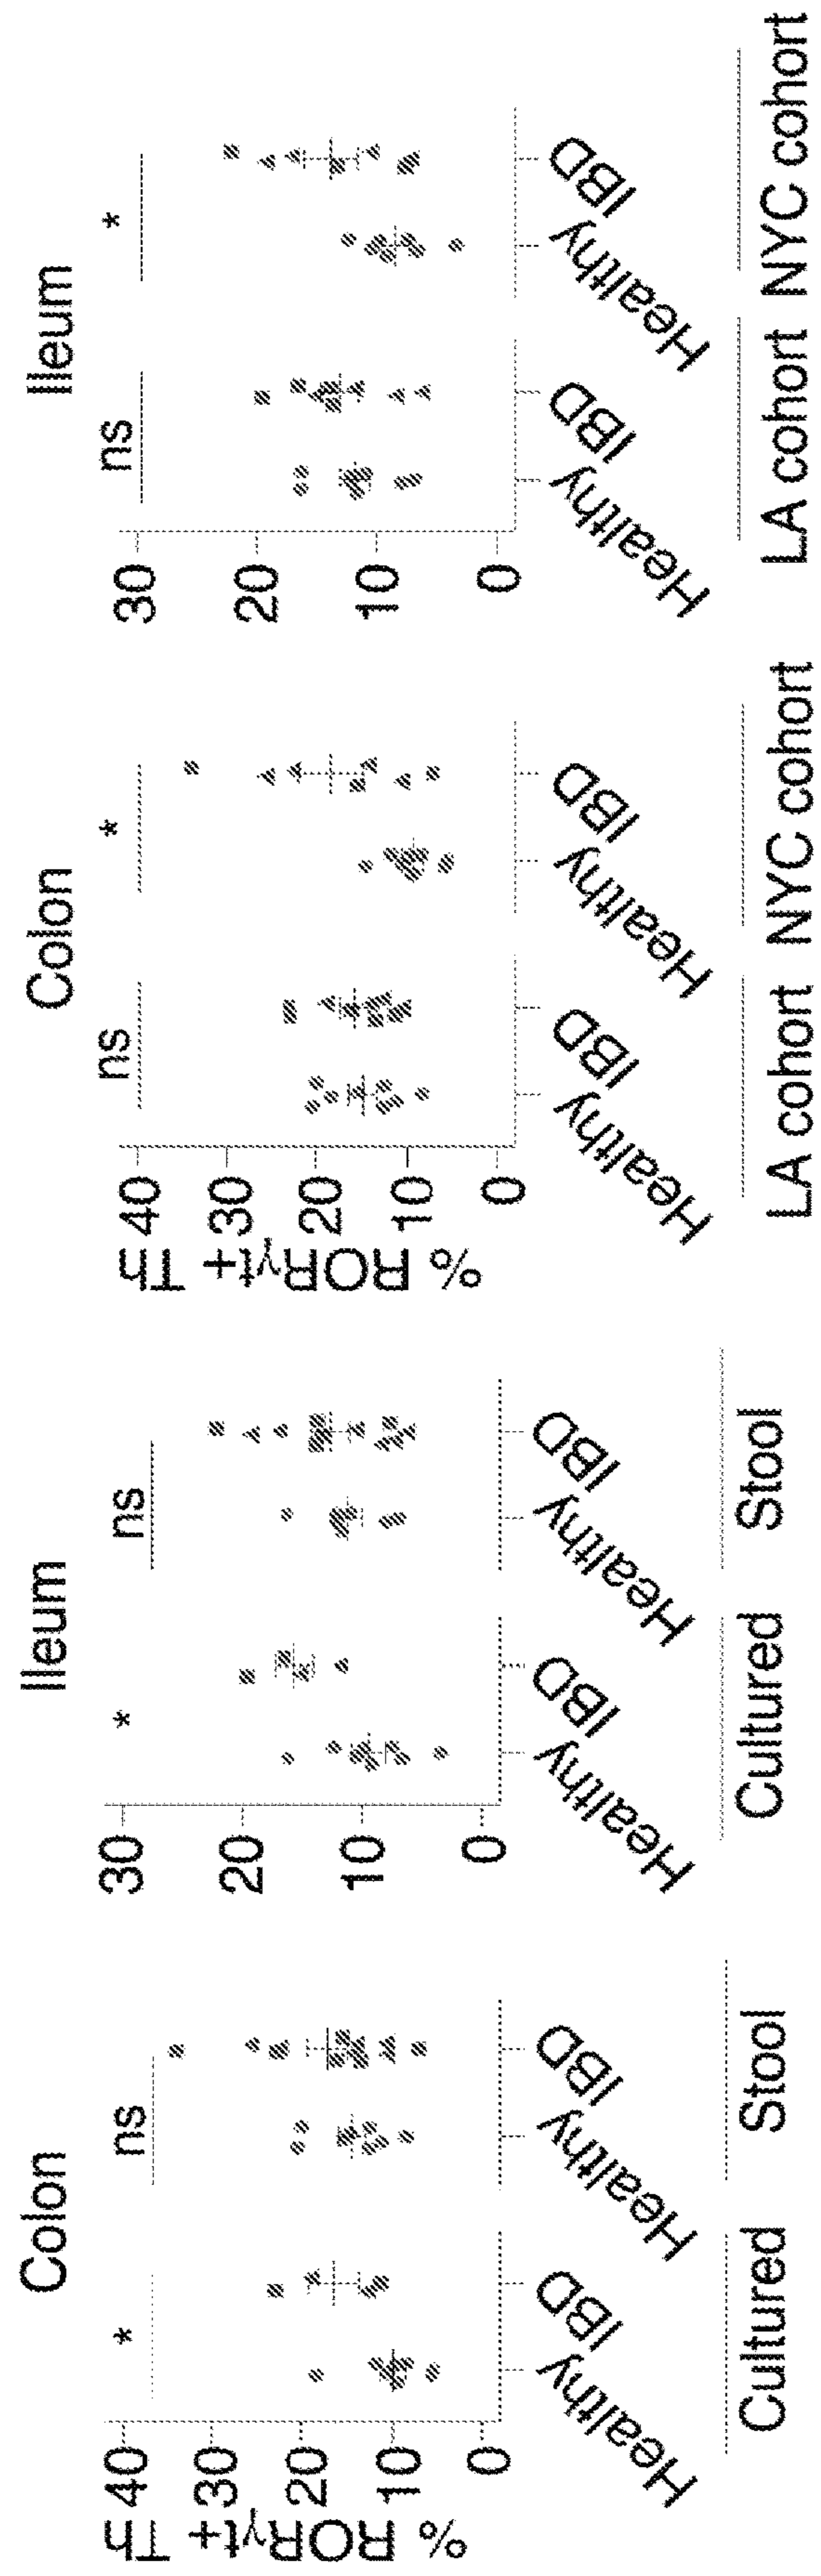 Colon
*
ns
% RORγt+ Th
40
30
20
10
0
Healthy
IBD
Healthy
IBD
Cultured
Stool
Ileum
*
ns
30
20
10
0
Healthy
IBD
Healthy
IBD
Cultured
Stool
Colon
ns
*
% RORγt+ Th
40
30
20
10
0
Healthy
IBD
Healthy
IBD
LA cohort
NYC cohort
Ileum
ns
*
30
20
10
0
Healthy
IBD
Healthy
IBD
LA cohort
NYC cohort